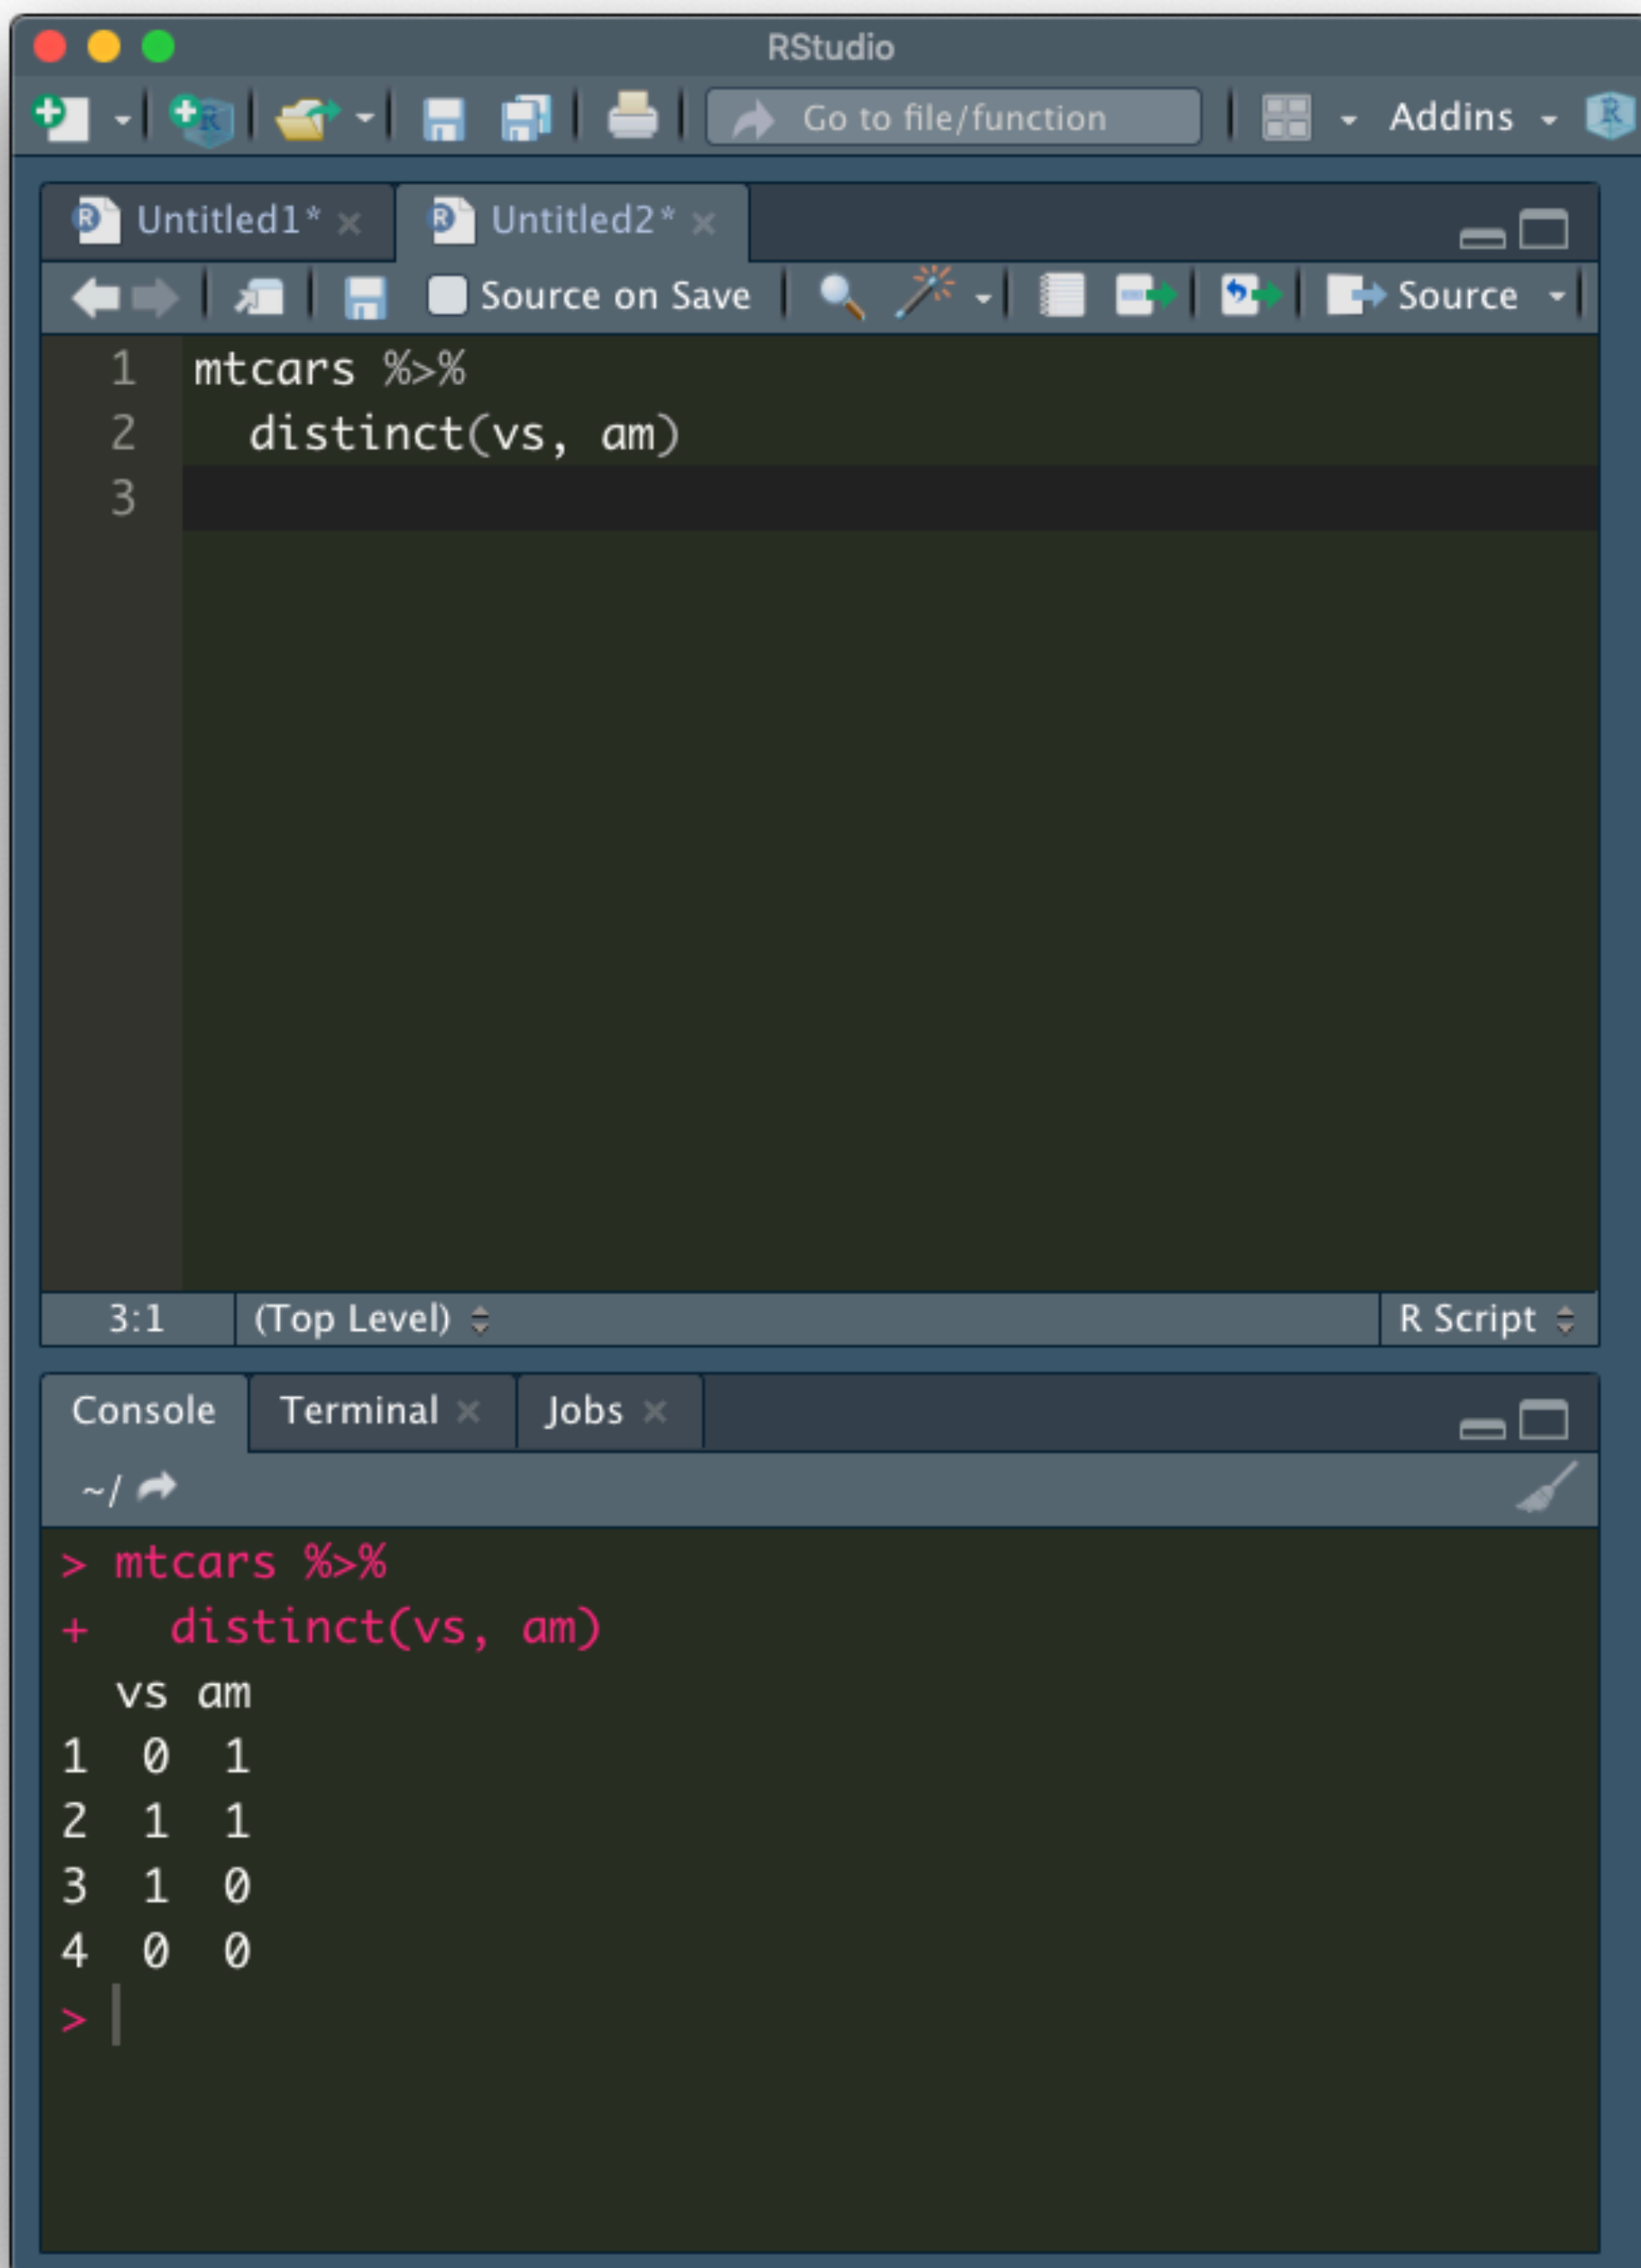 RStudio
Go to file/function Addins
Untitled1* Untitled2*
Source on Save Source
1 mtcars %>%
2   distinct(vs, am)
3
3:1 (Top Level) R Script
Console Terminal Jobs
~/
> mtcars %>%
+   distinct(vs, am)
  vs am
1  0  1
2  1  1
3  1  0
4  0  0
>